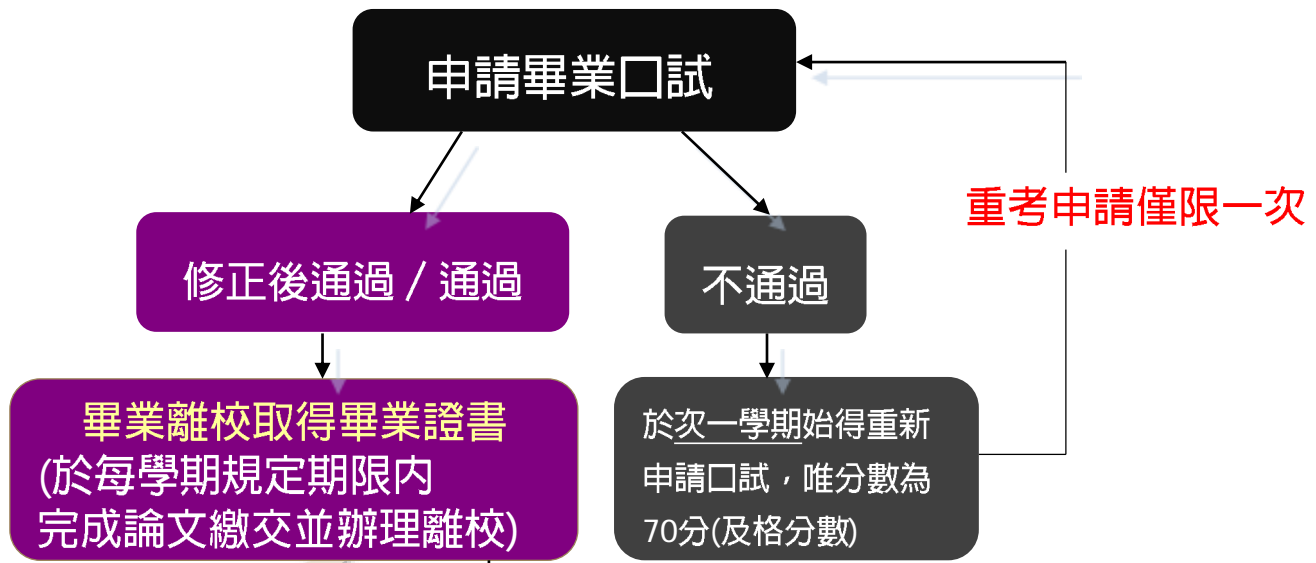 申請畢業口試
重考申請僅限一次
修正後通過／通過
不通過
畢業離校取得畢業證書
(於每學期規定期限內
完成論文繳交並辦理離校)
於次一學期始得重新
申請口試，唯分數為
70分(及格分數)